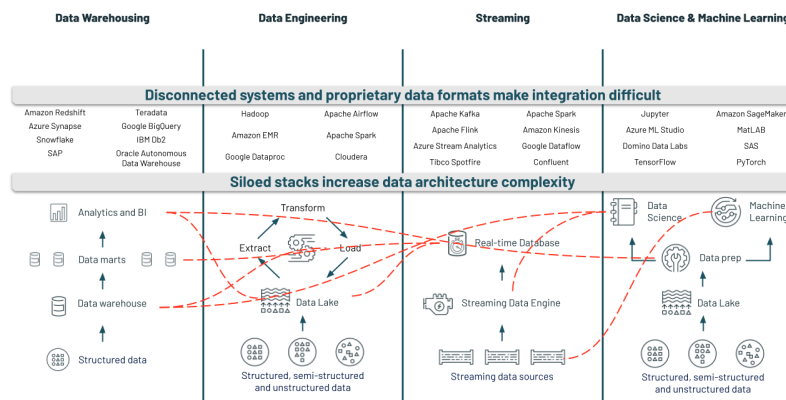 Data Warehousing
Data Engineering
Streaming
Data Science & Machine Learning
Disconnected systems and proprietary data formats make integration difficult
Amazon Redshift
Azure Synapse
Snowflake
SAP
Teradata
Google BigQuery
IBM Db2
Oracle Autonomous
Data Warehouse
Hadoop
Amazon EMR
Google Dataproc
Apache Airflow
Apache Spark
Cloudera
Apache Kafka
Apache Flink
Azure Stream Analytics
Tibco Spotfire
Apache Spark
Amazon Kinesis
Google Dataflow
Confluent
Jupyter
Azure ML Studio
Domino Data Labs
TensorFlow
Amazon SageMaker
MatLAB
SAS
PyTorch
Siloed stacks increase data architecture complexity
Analytics and BI
Data marts
Data warehouse
Structured data
Transform
Extract
Load
Data Lake
Structured, semi-structured
and unstructured data
Real-time Database
Streaming Data Engine
Streaming data sources
Data
Science
Machine
Learning
Data prep
Data Lake
Structured, semi-structured
and unstructured data